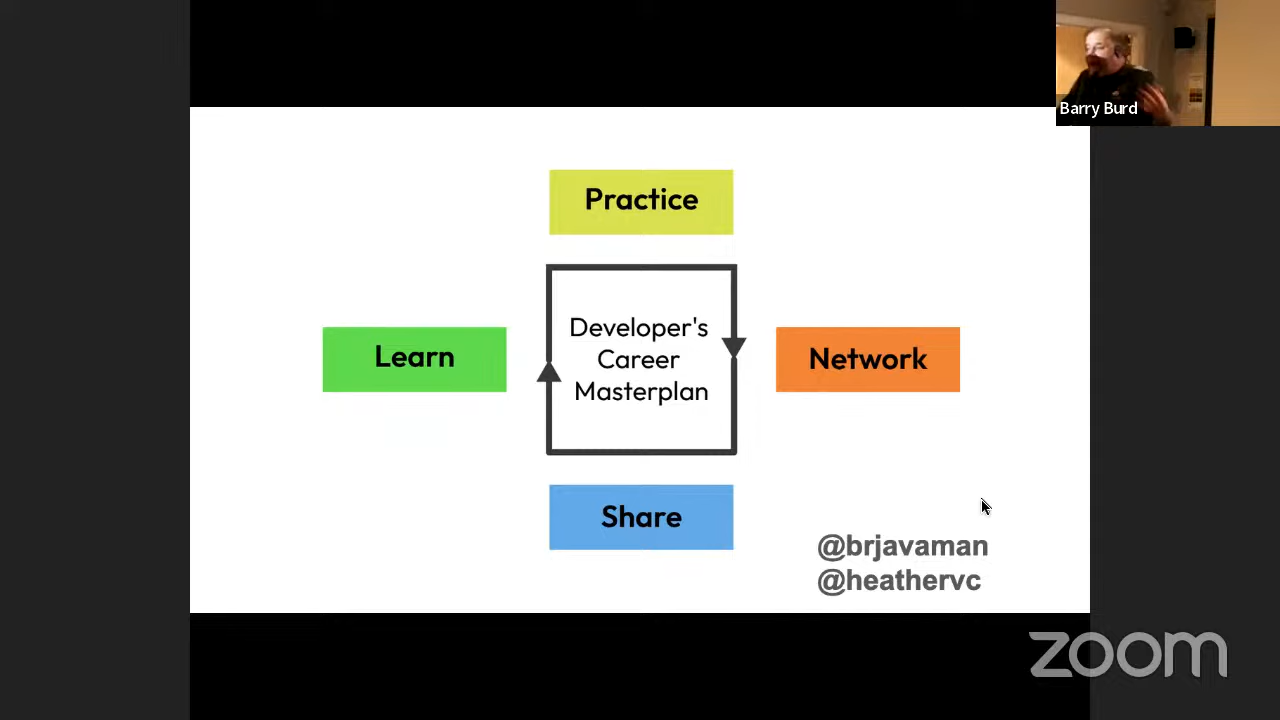 Barry Burd
Practice
Learn
Developer's
Career
Masterplan
Network
Share
@brjavaman
@heathervc
zoom